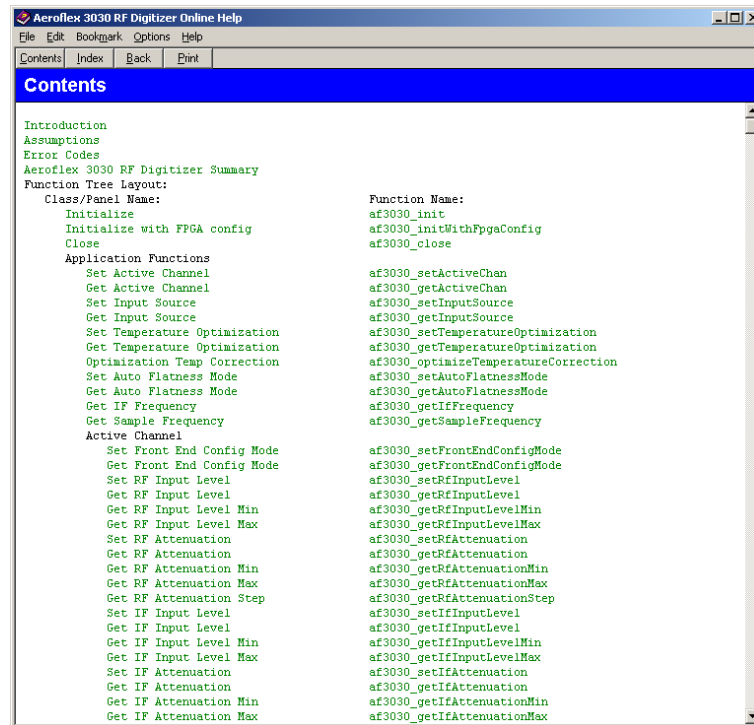 Aeroflex 3030 RF Digitizer Online Help
File Edit Bookmark Options Help
Contents Index Back Print
Contents
Introduction
Assumptions
Error Codes
Aeroflex 3030 RF Digitizer Summary
Function Tree Layout:
Class/Panel Name: Function Name:
Initialize af3030_init
Initialize with FPGA config af3030_initWithFpgaConfig
Close af3030_close
Application Functions
Set Active Channel af3030_setActiveChan
Get Active Channel af3030_getActiveChan
Set Input Source af3030_setInputSource
Get Input Source af3030_getInputSource
Set Temperature Optimization af3030_setTemperatureOptimization
Get Temperature Optimization af3030_getTemperatureOptimization
Optimization Temp Correction af3030_optimizeTemperatureCorrection
Set Auto Flatness Mode af3030_setAutoFlatnessMode
Get Auto Flatness Mode af3030_getAutoFlatnessMode
Get IF Frequency af3030_getIfFrequency
Get Sample Frequency af3030_getSampleFrequency
Active Channel
Set Front End Config Mode af3030_setFrontEndConfigMode
Get Front End Config Mode af3030_getFrontEndConfigMode
Set RF Input Level af3030_setRfInputLevel
Get RF Input Level af3030_getRfInputLevel
Get RF Input Level Min af3030_getRfInputLevelMin
Get RF Input Level Max af3030_getRfInputLevelMax
Set RF Attenuation af3030_setRfAttenuation
Get RF Attenuation af3030_getRfAttenuation
Get RF Attenuation Min af3030_getRfAttenuationMin
Get RF Attenuation Max af3030_getRfAttenuationMax
Get RF Attenuation Step af3030_getRfAttenuationStep
Set IF Input Level af3030_setIfInputLevel
Get IF Input Level af3030_getIfInputLevel
Get IF Input Level Min af3030_getIfInputLevelMin
Get IF Input Level Max af3030_getIfInputLevelMax
Set IF Attenuation af3030_setIfAttenuation
Get IF Attenuation af3030_getIfAttenuation
Get IF Attenuation Min af3030_getIfAttenuationMin
Get IF Attenuation Max af3030_getIfAttenuationMax